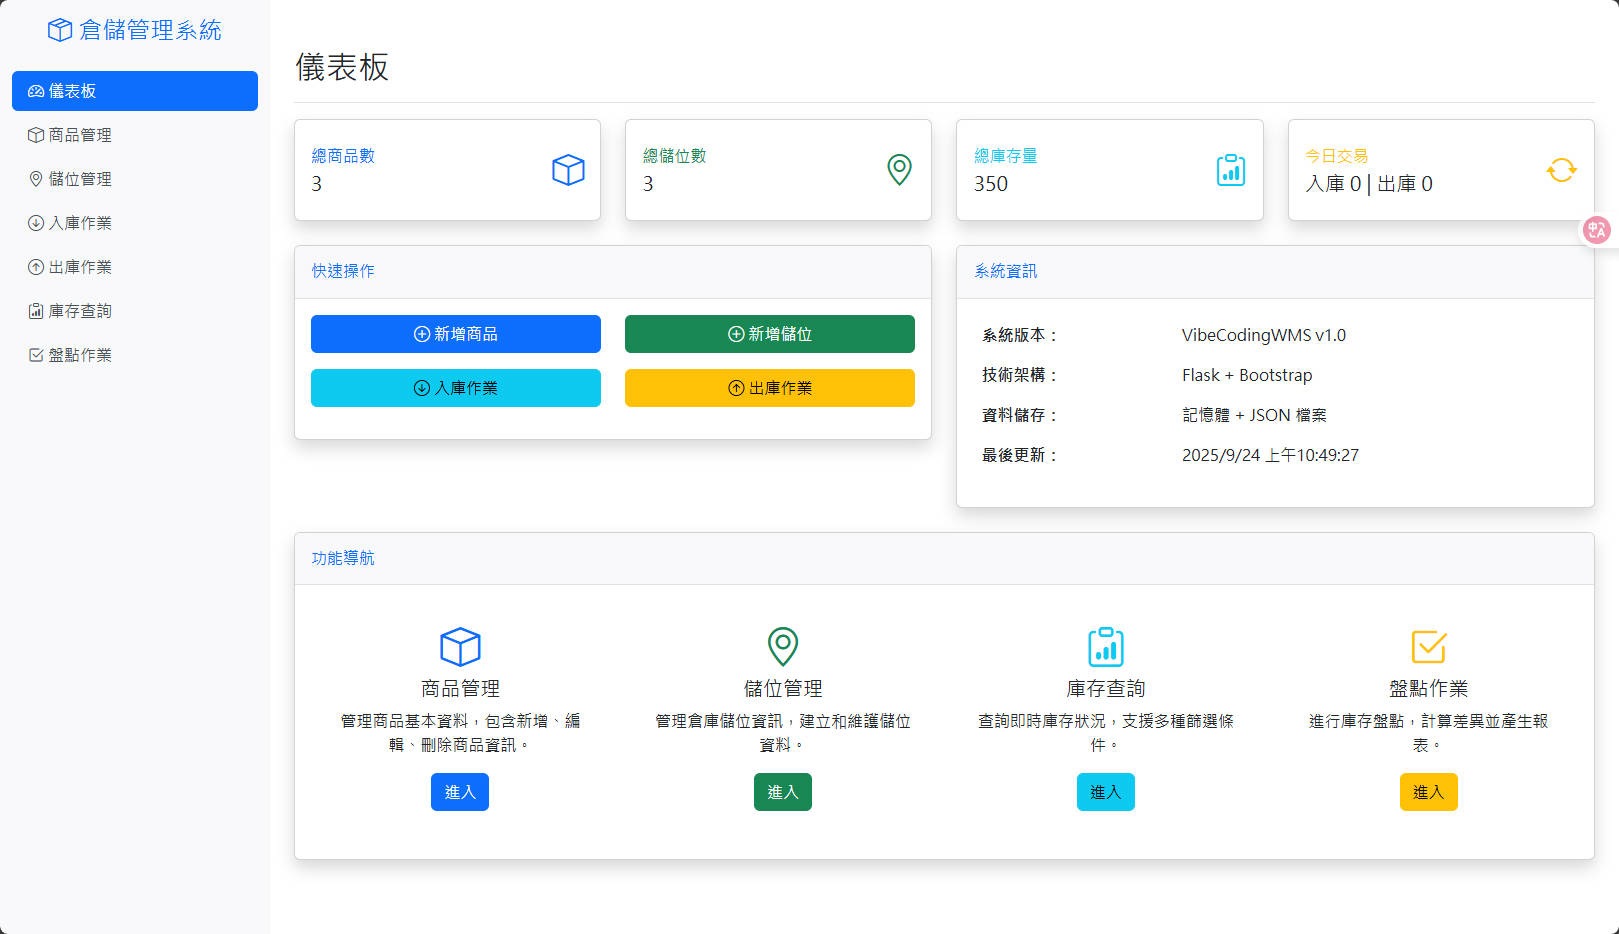 倉儲管理系統
儀表板
商品管理
儲位管理
入庫作業
出庫作業
庫存查詢
盤點作業
儀表板
總商品數
3
總儲位數
3
總庫存量
350
今日交易
入庫 0 | 出庫 0
快速操作
新增商品
新增儲位
入庫作業
出庫作業
系統資訊
系統版本： VibeCodingWMS v1.0
技術架構： Flask + Bootstrap
資料儲存： 記憶體 + JSON 檔案
最後更新： 2025/9/24 上午10:49:27
功能導航
商品管理
管理商品基本資料，包含新增、編
輯、刪除商品資訊。
進入
儲位管理
管理倉庫儲位資訊，建立和維護儲位
資料。
進入
庫存查詢
查詢即時庫存狀況，支援多種篩選條
件。
進入
盤點作業
進行庫存盤點，計算差異並產生報
表。
進入